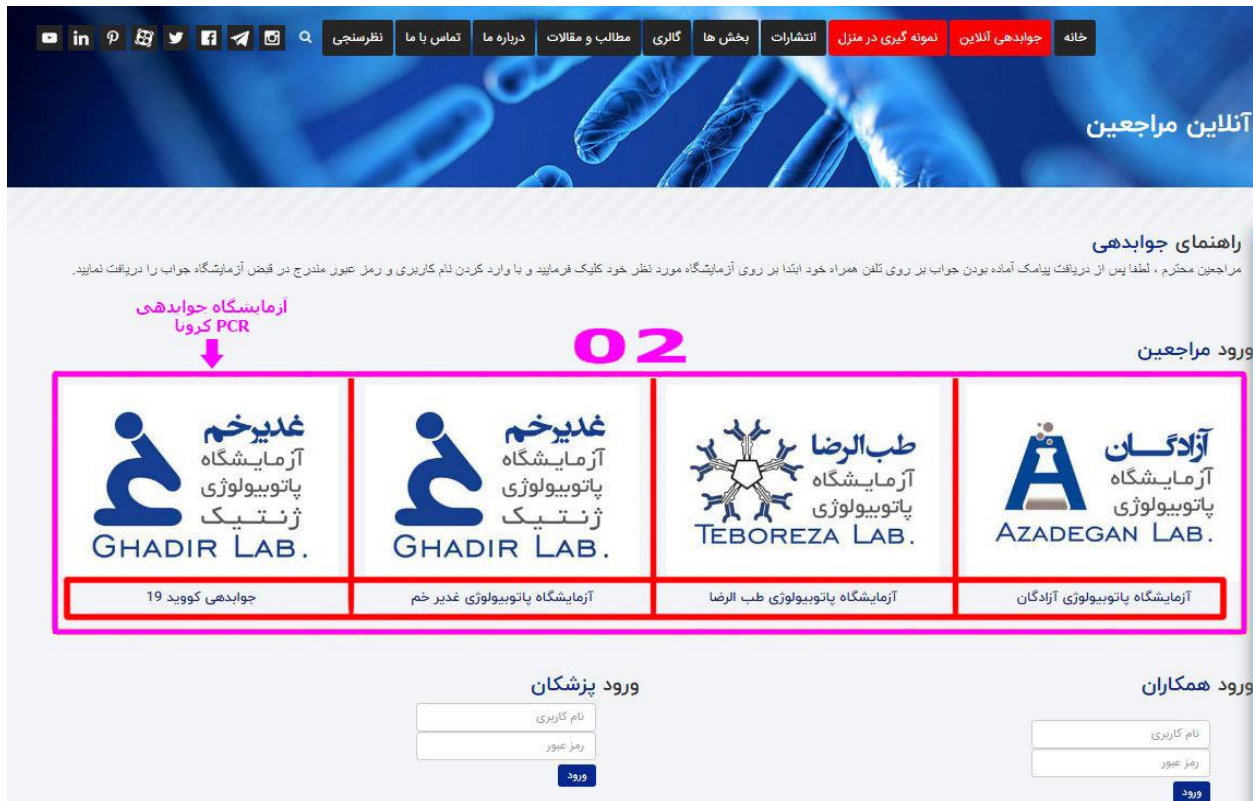 خانه
جوابدهی آنلاین
نمونه گیری در منزل
انتشارات
بخش ها
گالری
مطالب و مقالات
درباره ما
تماس با ما
نظرسنجی
آنلاین مراجعین
راهنمای جوابدهی
مراجعین محترم ، لطفا پس از دریافت پیامک آماده بودن جواب بر روی تلفن همراه خود ابتدا بر روی آزمایشگاه مورد نظر خود کلیک فرمایید و با وارد کردن نام کاربری و رمز عبور مندرج در قبض آزمایشگاه جواب را دریافت نمایید.
آزمایشگاه جوابدهی
PCR کرونا
02
ورود مراجعین
آزادگــان
آزمایشگاه
پاتوبیولوژی
AZADEGAN LAB.
آزمایشگاه پاتوبیولوژی آزادگان
طب‌الرضا
آزمایشگاه
پاتوبیولوژی
TEBOREZA LAB.
آزمایشگاه پاتوبیولوژی طب الرضا
غدیرخم
آزمایشگاه
پاتوبیولوژی
ژنتیک
GHADIR LAB.
آزمایشگاه پاتوبیولوژی غدیر خم
غدیرخم
آزمایشگاه
پاتوبیولوژی
ژنتیک
GHADIR LAB.
جوابدهی کووید 19
ورود همکاران
نام کاربری
رمز عبور
ورود
ورود پزشکان
نام کاربری
رمز عبور
ورود